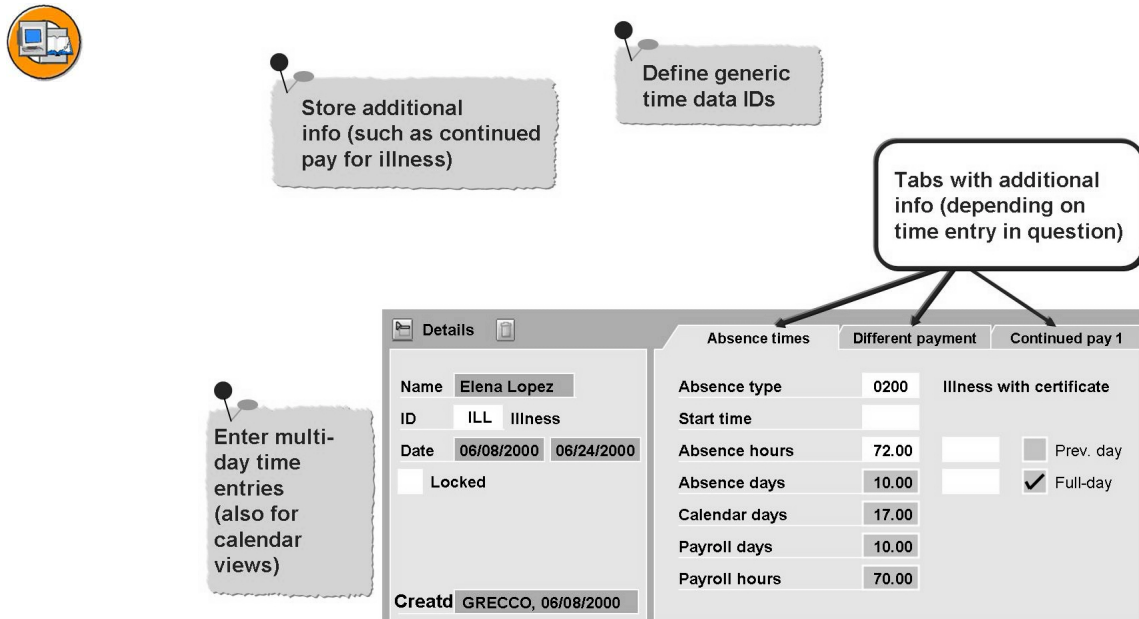 Store additional
info (such as continued
pay for illness)
Define generic
time data IDs
Tabs with additional
info (depending on
time entry in question)
Enter multi-
day time
entries
(also for
calendar
views)
Details
Name Elena Lopez
ID ILL Illness
Date 06/08/2000 06/24/2000
Locked
Creatd GRECCO, 06/08/2000
Absence times Different payment Continued pay 1
Absence type 0200 Illness with certificate
Start time
Absence hours 72.00 Prev. day
Absence days 10.00 Full-day
Calendar days 17.00
Payroll days 10.00
Payroll hours 70.00